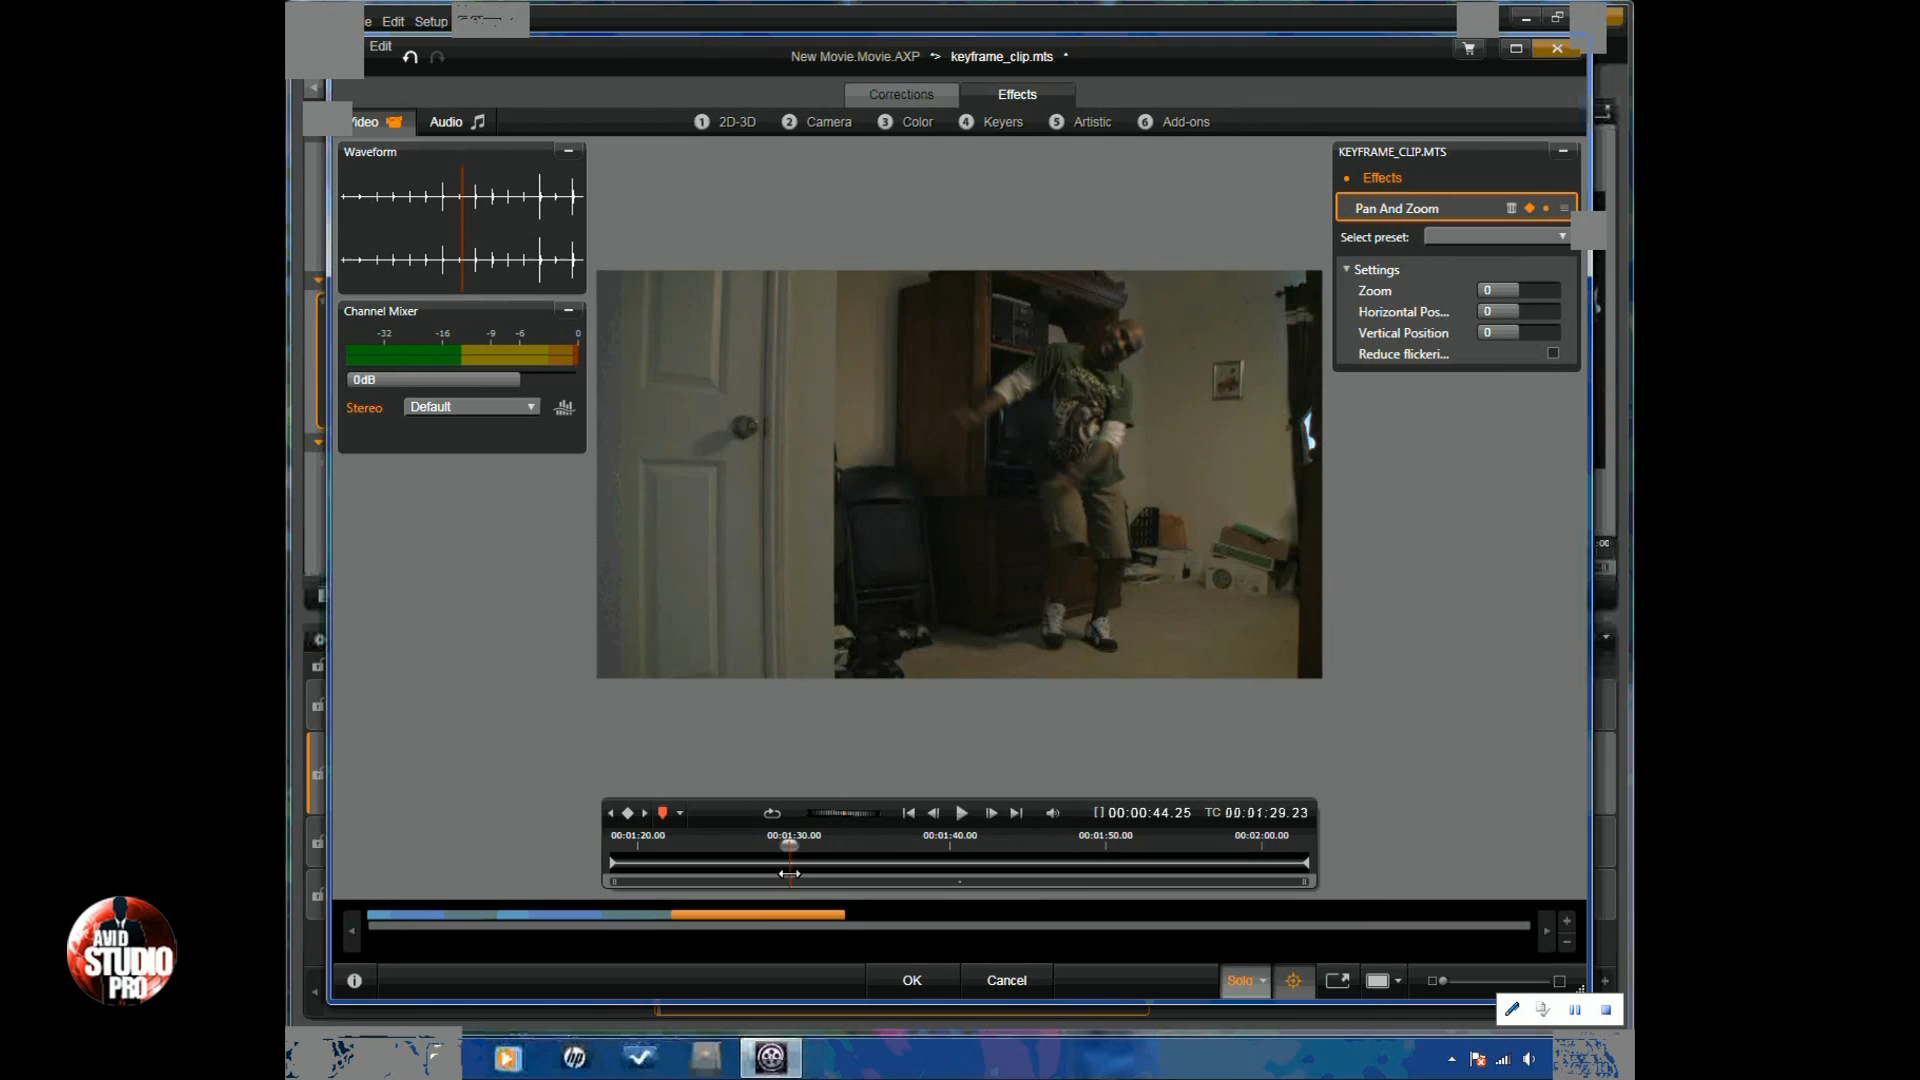 e Edit Setup
Edit
New Movie.Movie.AXP keyframe_clip.mts *
Corrections Effects
Video Audio
1 2D-3D 2 Camera 3 Color 4 Keyers 5 Artistic 6 Add-ons
Waveform
KEYFRAME_CLIP.MTS
Effects
Pan And Zoom
Select preset:
Settings
Zoom 0
Horizontal Pos... 0
Vertical Position 0
Reduce flickeri...
Channel Mixer
-32 -16 -9 -6 0
0dB
Stereo Default
:00
[] 00:00:44.25 TC 00:01:29.23
00:01:20.00 00:01:30.00 00:01:40.00 00:01:50.00 00:02:00.00
OK Cancel
Solo
AVID
STUDIO
PRO
hp